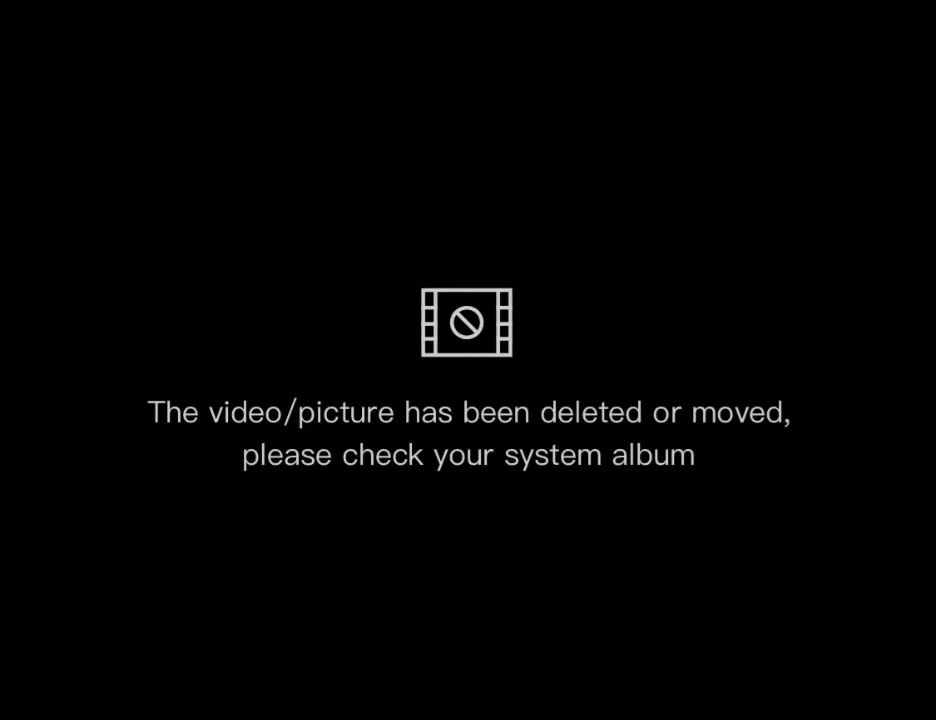 The video/picture has been deleted or moved,
please check your system album